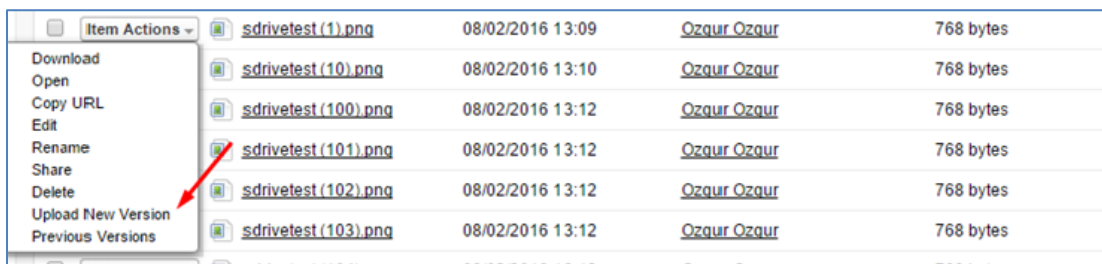 Item Actions sdrivetest (1).png 08/02/2016 13:09 Ozgur Ozgur 768 bytes
Download
Open
Copy URL
Edit
Rename
Share
Delete
Upload New Version
Previous Versions
sdrivetest (10).png 08/02/2016 13:10 Ozgur Ozgur 768 bytes
sdrivetest (100).png 08/02/2016 13:12 Ozgur Ozgur 768 bytes
sdrivetest (101).png 08/02/2016 13:12 Ozgur Ozgur 768 bytes
sdrivetest (102).png 08/02/2016 13:12 Ozgur Ozgur 768 bytes
sdrivetest (103).png 08/02/2016 13:12 Ozgur Ozgur 768 bytes